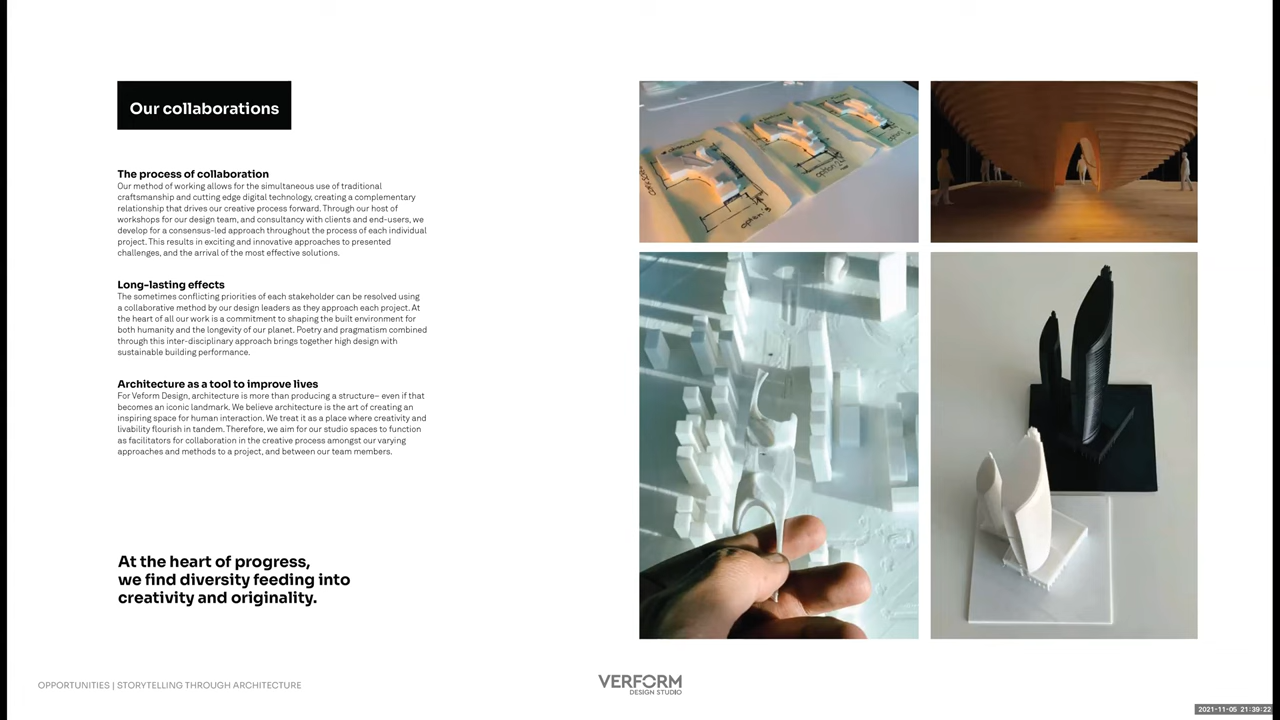 Our collaborations
The process of collaboration
Our method of working allows for the simultaneous use of traditional
craftsmanship and cutting edge digital technology, creating a complementary
relationship that drives our creative process forward. Through our host of
workshops for our design team, and consultancy with clients and end-users, we
develop for a consensus-led approach throughout the process of each individual
project. This results in exciting and innovative approaches to presented
challenges, and the arrival of the most effective solutions.
Long-lasting effects
The sometimes conflicting priorities of each stakeholder can be resolved using
a collaborative method by our design leaders as they approach each project. At
the heart of all our work is a commitment to shaping the built environment for
both humanity and the longevity of our planet. Poetry and pragmatism combined
through this inter-disciplinary approach brings together high design with
sustainable building performance.
Architecture as a tool to improve lives
For Veform Design, architecture is more than producing a structure– even if that
becomes an iconic landmark. We believe architecture is the art of creating an
inspiring space for human interaction. We treat it as a place where creativity and
livability flourish in tandem. Therefore, we aim for our studio spaces to function
as facilitators for collaboration in the creative process amongst our varying
approaches and methods to a project, and between our team members.
At the heart of progress,
we find diversity feeding into
creativity and originality.
OPPORTUNITIES | STORYTELLING THROUGH ARCHITECTURE
VERFORM
DESIGN STUDIO
2021-11-05 21:39:22